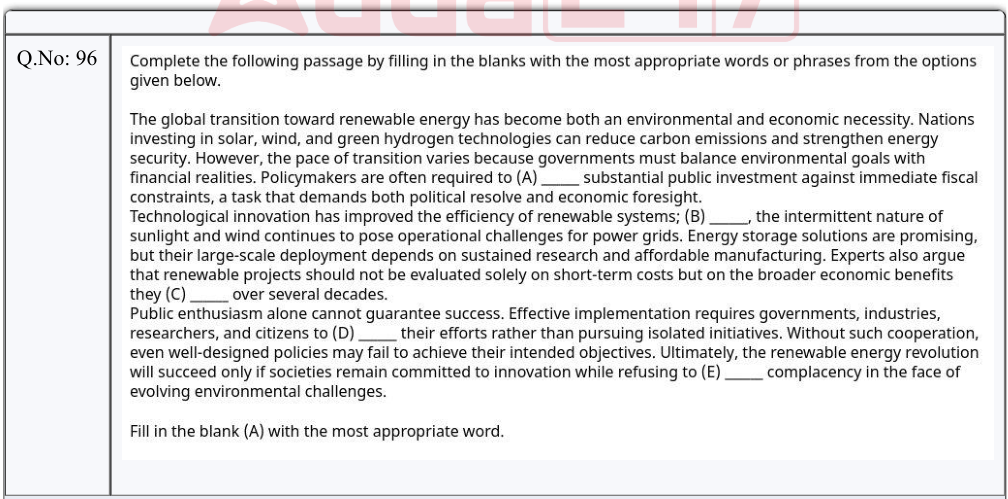 Q.No: 96
Complete the following passage by filling in the blanks with the most appropriate words or phrases from the options
given below.
The global transition toward renewable energy has become both an environmental and economic necessity. Nations
investing in solar, wind, and green hydrogen technologies can reduce carbon emissions and strengthen energy
security. However, the pace of transition varies because governments must balance environmental goals with
financial realities. Policymakers are often required to (A) _____ substantial public investment against immediate fiscal
constraints, a task that demands both political resolve and economic foresight.
Technological innovation has improved the efficiency of renewable systems; (B) _____, the intermittent nature of
sunlight and wind continues to pose operational challenges for power grids. Energy storage solutions are promising,
but their large-scale deployment depends on sustained research and affordable manufacturing. Experts also argue
that renewable projects should not be evaluated solely on short-term costs but on the broader economic benefits
they (C) _____ over several decades.
Public enthusiasm alone cannot guarantee success. Effective implementation requires governments, industries,
researchers, and citizens to (D) _____ their efforts rather than pursuing isolated initiatives. Without such cooperation,
even well-designed policies may fail to achieve their intended objectives. Ultimately, the renewable energy revolution
will succeed only if societies remain committed to innovation while refusing to (E) _____ complacency in the face of
evolving environmental challenges.
Fill in the blank (A) with the most appropriate word.